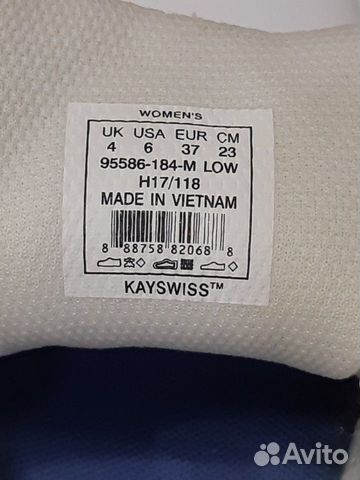 WOMEN'S
UK USA EUR CM
4 6 37 23
95586-184-M LOW
H17/118
MADE IN VIETNAM
8 88758 82068 8
KAYSWISS™
Avito